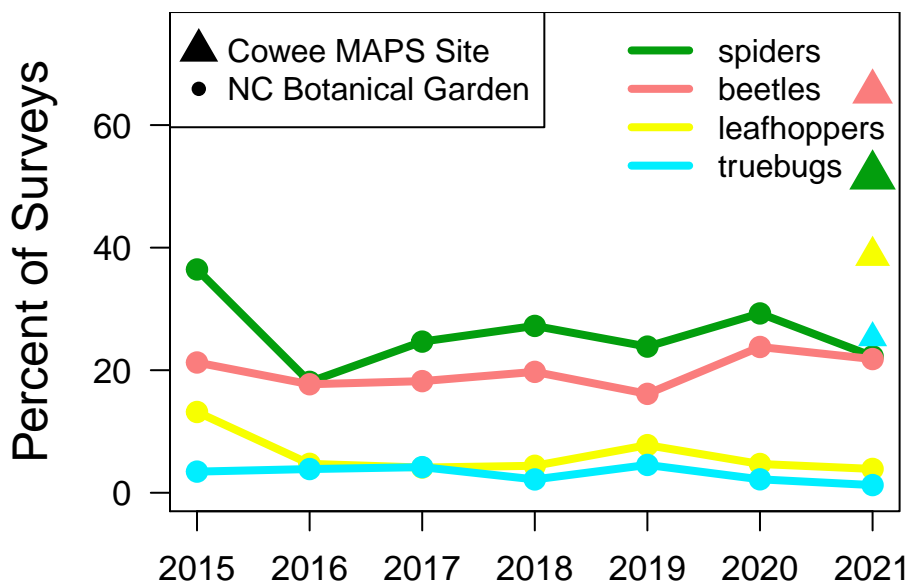 Cowee MAPS Site
NC Botanical Garden
spiders
beetles
leafhoppers
truebugs
Percent of Surveys
60
40
20
0
2015 2016 2017 2018 2019 2020 2021